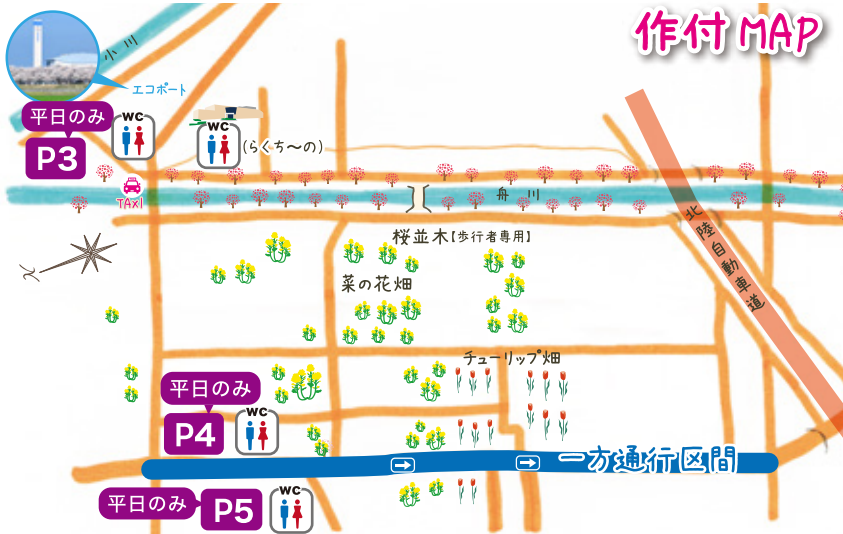 作付MAP
小川
エコポート
平日のみ
WC
P3
WC
(らくち〜の)
TAXI
舟川
北陸自動車道
桜並木【歩行者専用】
菜の花畑
チューリップ畑
平日のみ
WC
P4
一方通行区間
平日のみ
P5
WC